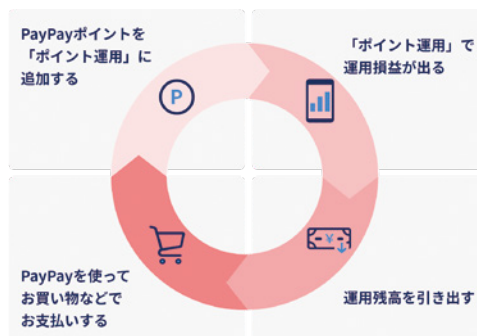 PayPayポイントを
「ポイント運用」に
追加する
「ポイント運用」で
運用損益が出る
P
¥
PayPayを使って
お買い物などで
お支払いする
運用残高を引き出す